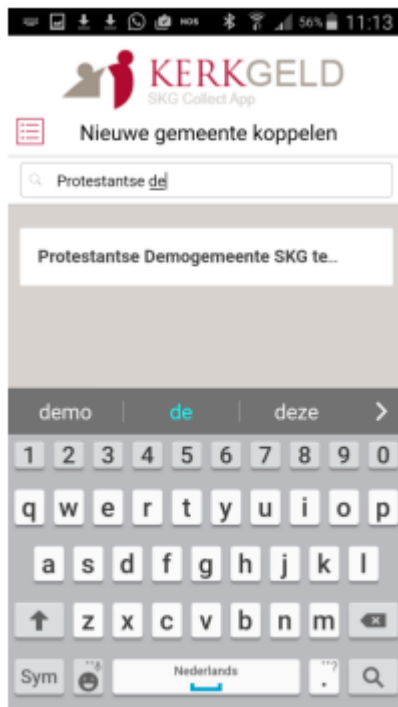 NOS 56% 11:13
KERKGELD
SKG Collect App
Nieuwe gemeente koppelen
Protestantse de
Protestantse Demogemeente SKG te...
demo de deze >
1 2 3 4 5 6 7 8 9 0
q w e r t y u i o p
a s d f g h j k l
z x c v b n m
Sym Nederlands . ,,?